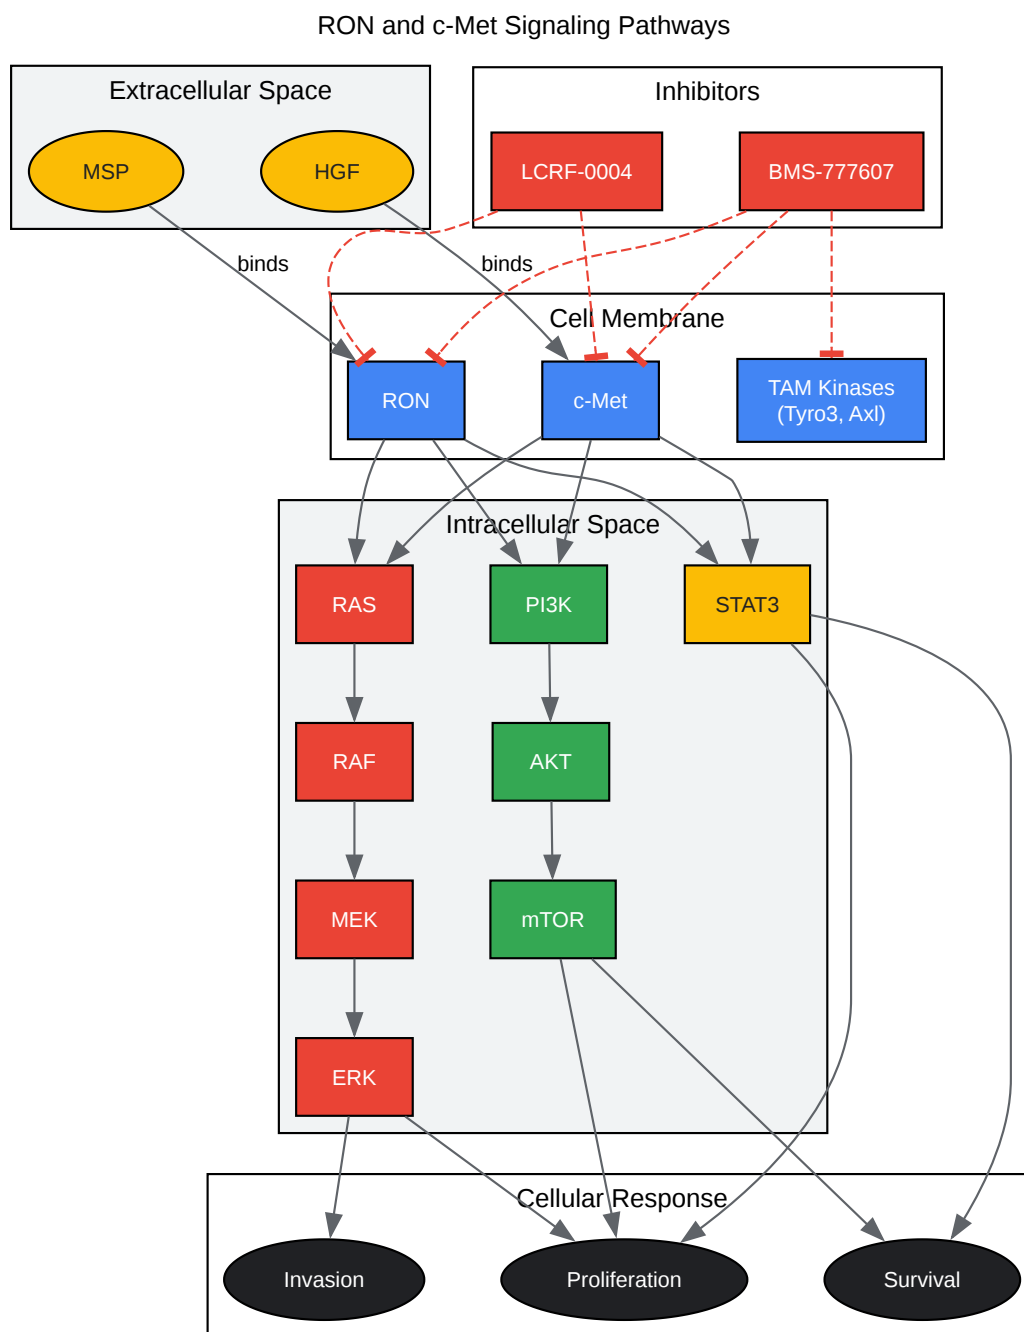 RON and c-Met Signaling Pathways
Extracellular Space
Inhibitors
MSP
HGF
LCRF-0004
BMS-777607
binds
binds
Cell Membrane
RON
c-Met
TAM Kinases
(Tyro3, Axl)
Intracellular Space
RAS
PI3K
STAT3
RAF
AKT
MEK
mTOR
ERK
Cellular Response
Invasion
Proliferation
Survival